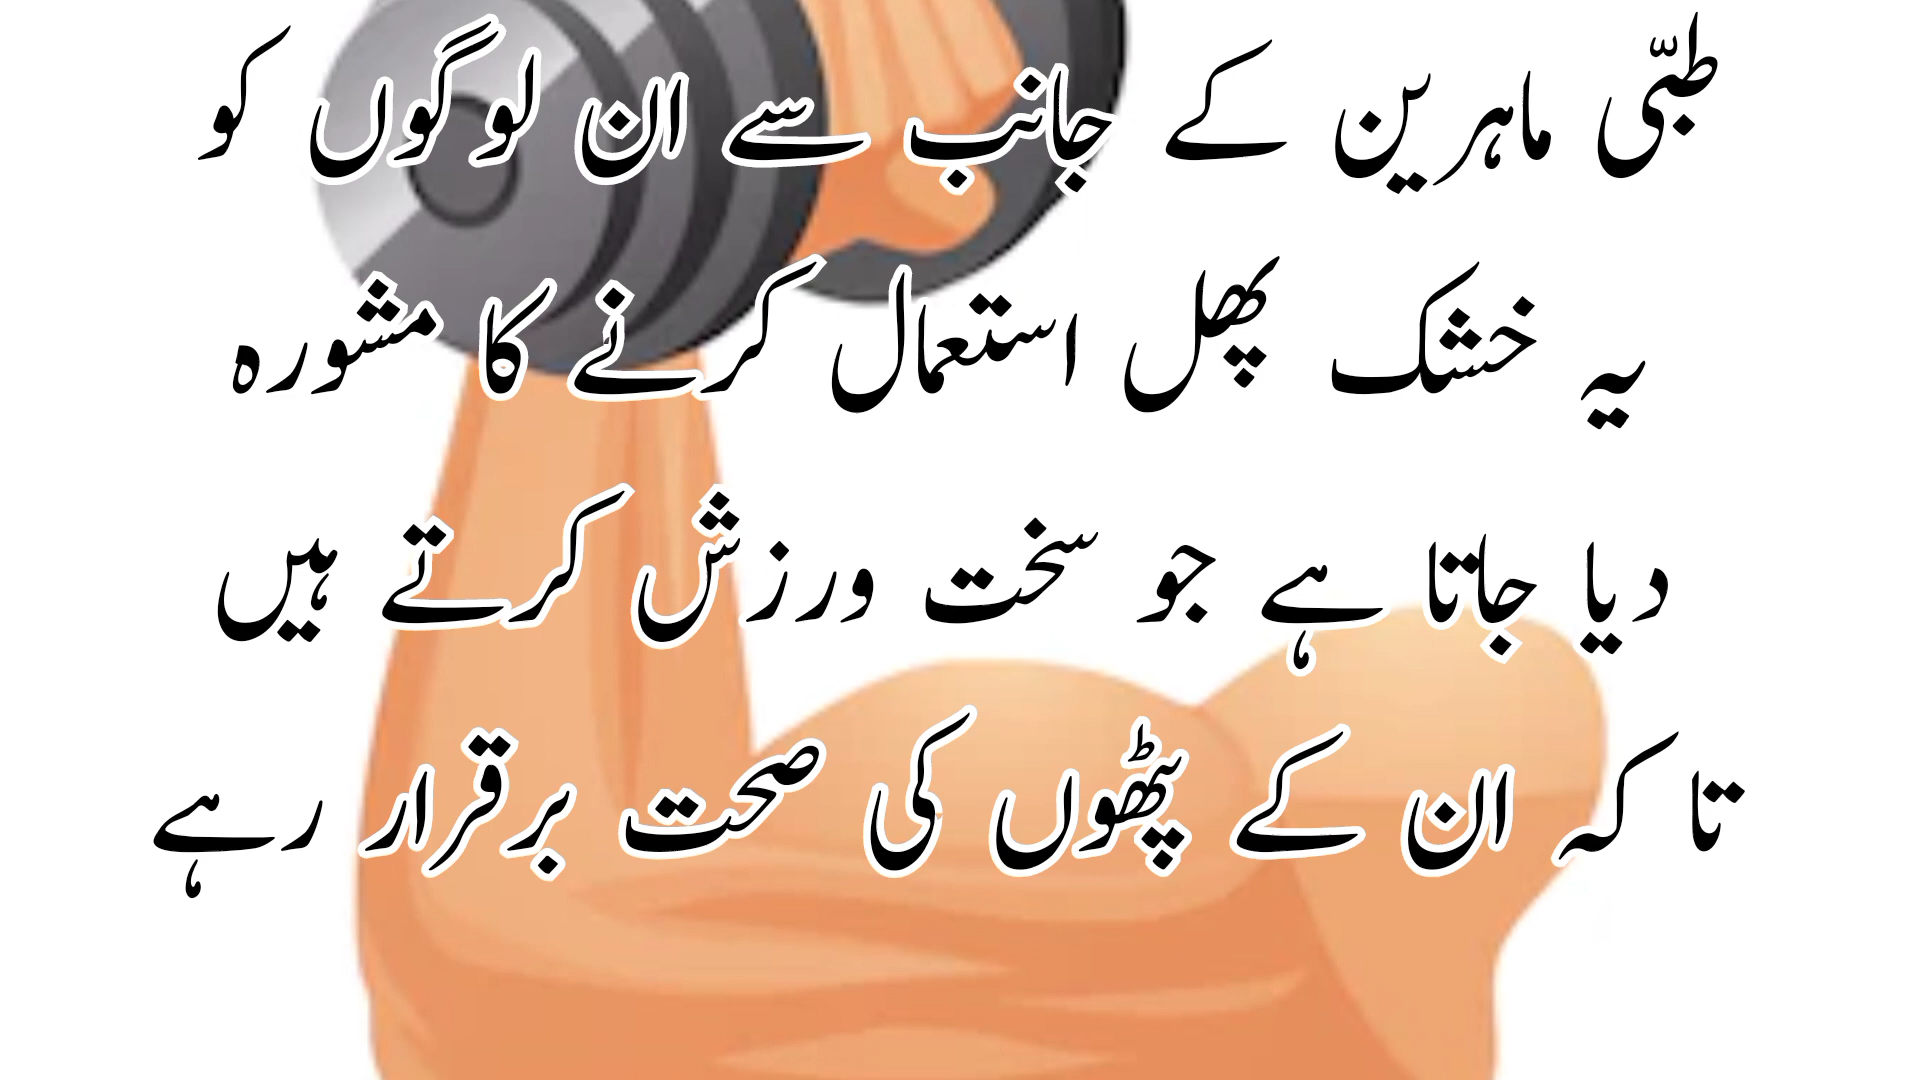 طبّی ماہرین کے جانب سے ان لوگوں کو
یہ خشک پھل استعمال کرنے کا مشورہ
دیا جاتا ہے جو سخت ورزش کرتے ہیں
تا کہ ان کے پٹھوں کی صحت برقرار رہے